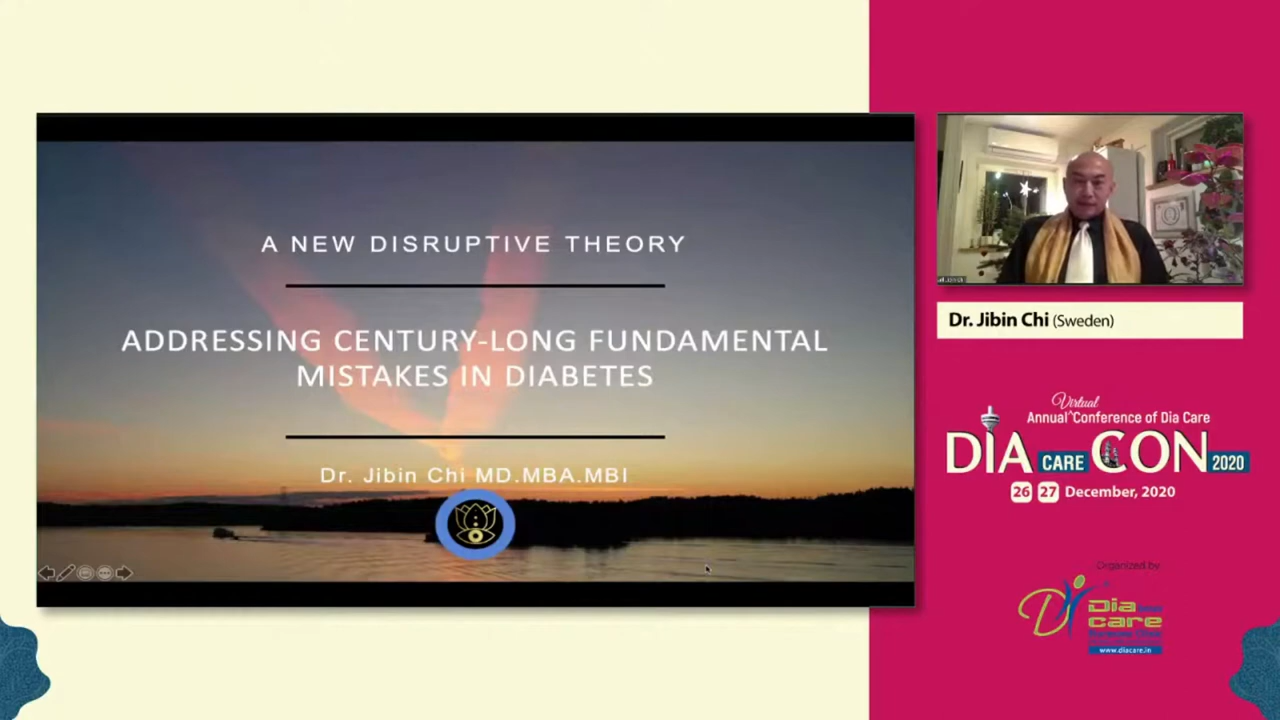 A NEW DISRUPTIVE THEORY
ADDRESSING CENTURY-LONG FUNDAMENTAL
MISTAKES IN DIABETES
Dr. Jibin Chi MD.MBA.MBI
Dr. Jibin Chi (Sweden)
Virtual
Annual^Conference of Dia Care
DIA CARE CON 2020
26 27 December, 2020
Organized by
Dia
care
www.diacare.in